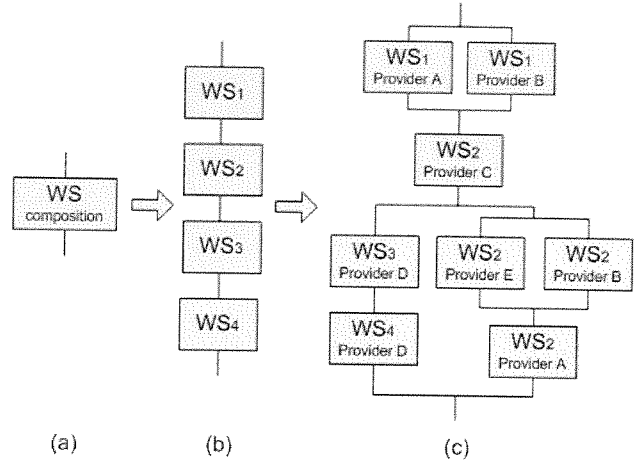 WS
composition
WS1
WS2
WS3
WS4
WS1
Provider A
WS1
Provider B
WS2
Provider C
WS3
Provider D
WS2
Provider E
WS2
Provider B
WS4
Provider D
WS2
Provider A
(a)
(b)
(c)